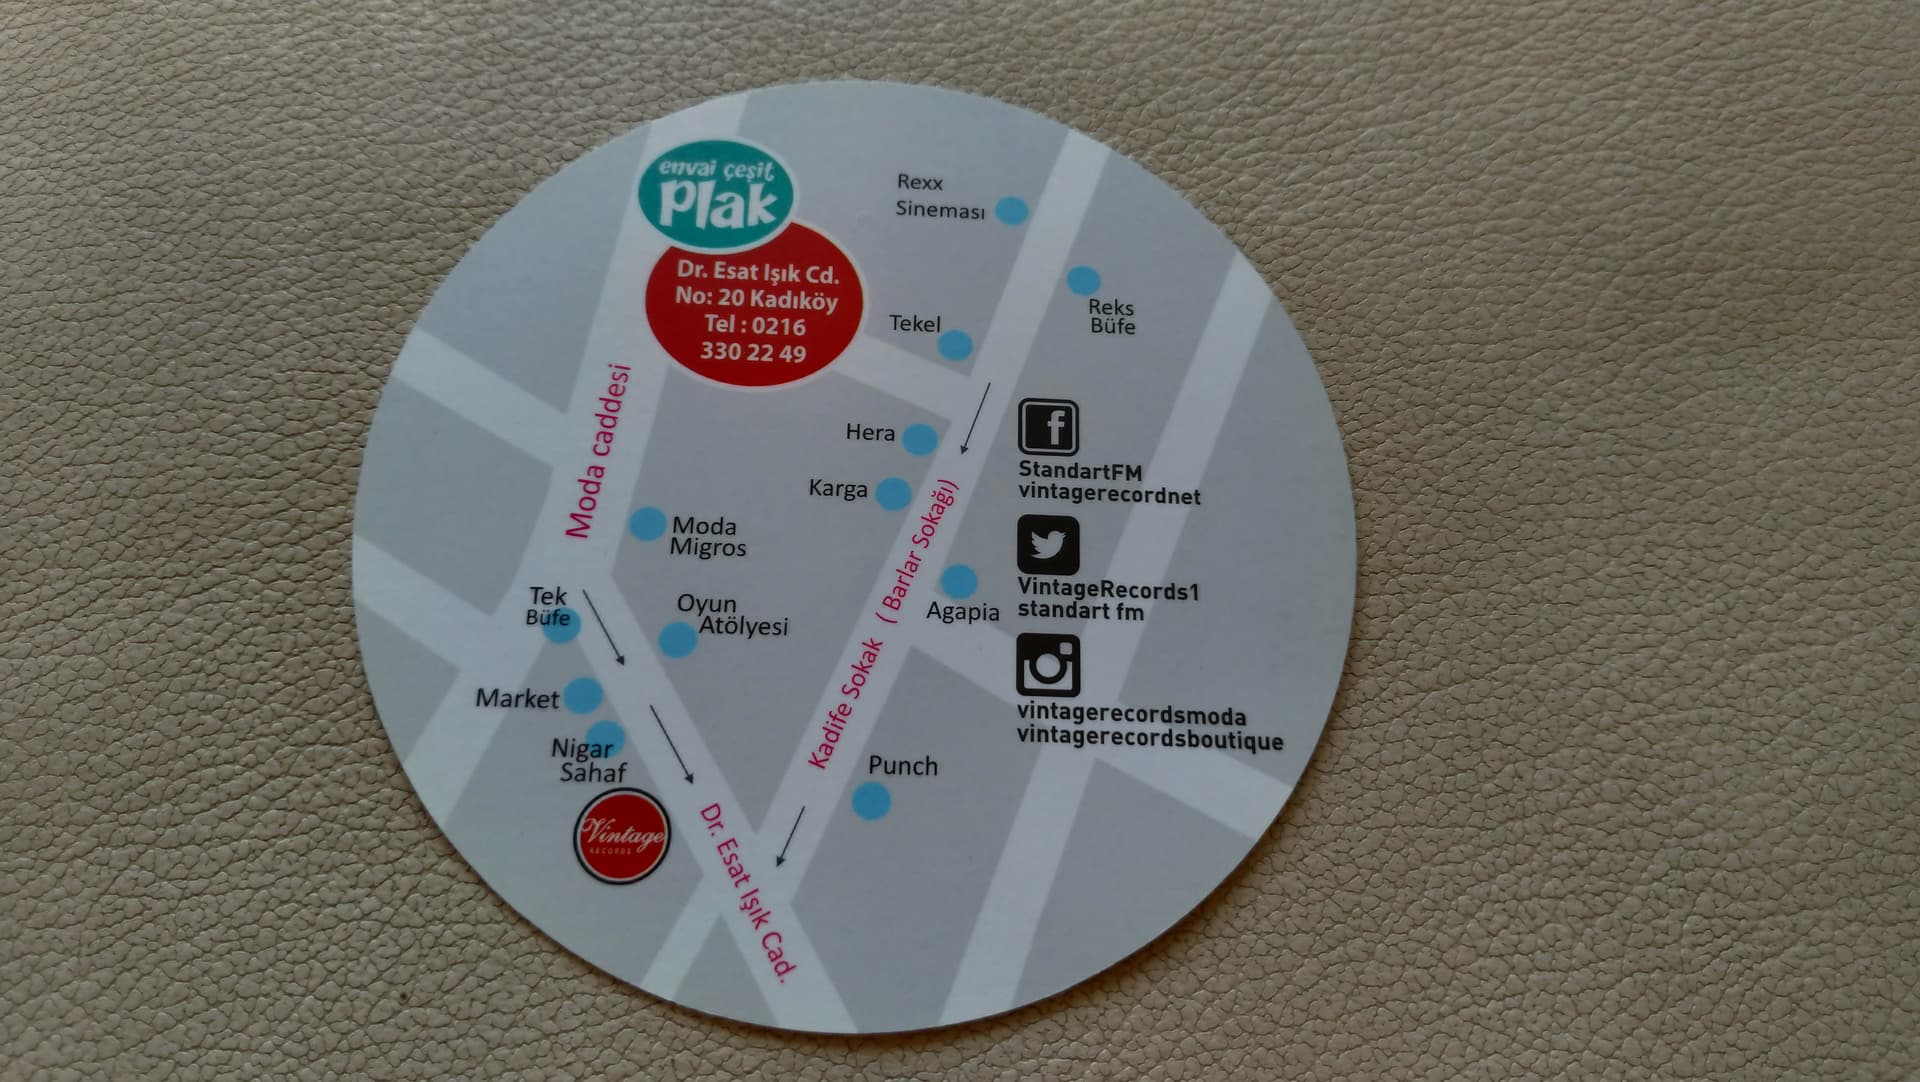 envai çeşit
plak
Dr. Esat Işık Cd.
No: 20 Kadıköy
Tel : 0216
330 22 49
Rexx
Sineması
Reks
Büfe
Tekel
Hera
Karga
Moda caddesi
Moda
Migros
Tek
Büfe
Oyun
Atölyesi
Market
Nigar
Sahaf
Vintage
RECORDS
Dr. Esat Işık Cad.
Kadife Sokak ( Barlar Sokağı)
Agapia
Punch
f
StandartFM
vintagerecordnet
VintageRecords1
standart fm
vintagerecordsmoda
vintagerecordsboutique